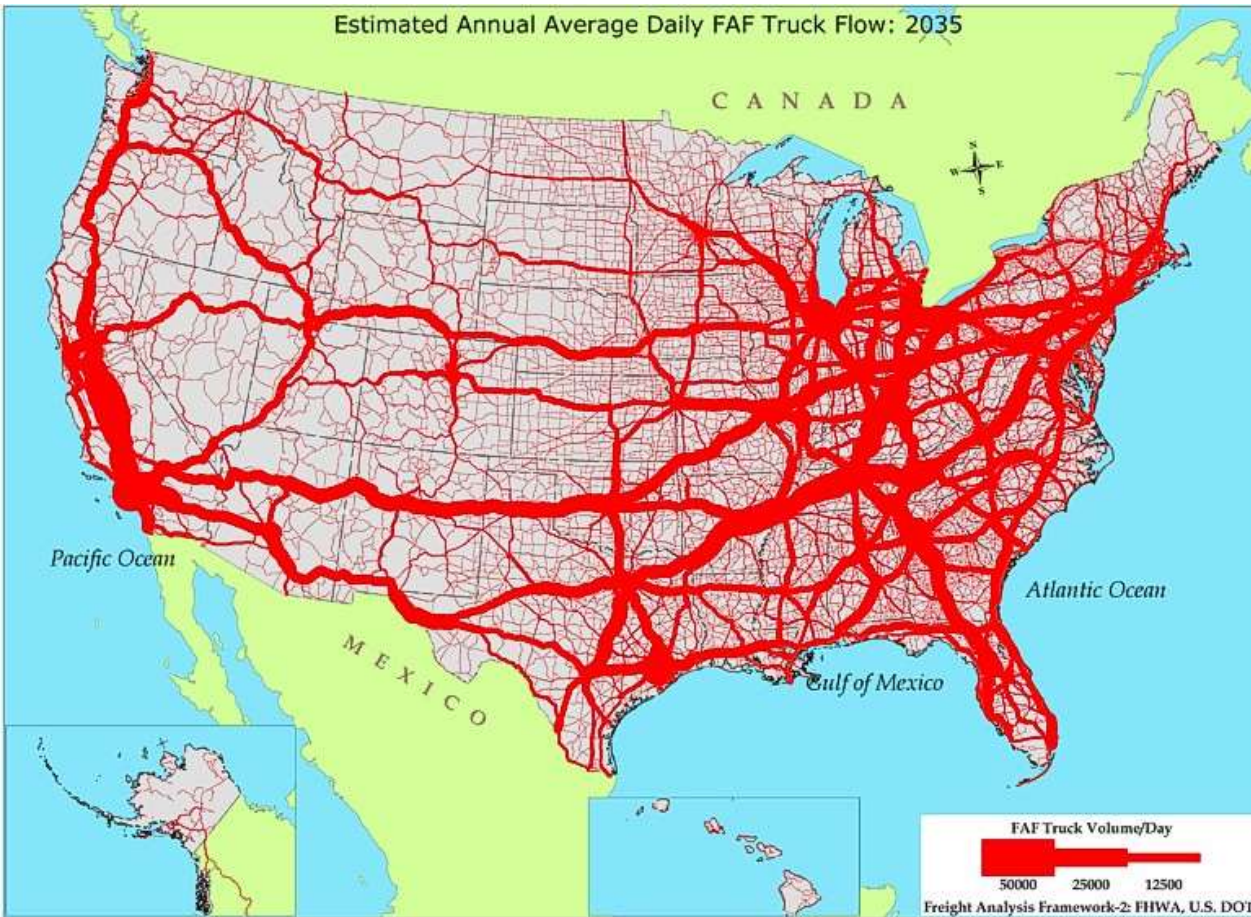 Estimated Annual Average Daily FAF Truck Flow: 2035
CANADA
S
W E
S
Pacific Ocean
Atlantic Ocean
MEXICO
Gulf of Mexico
FAF Truck Volume/Day
50000 25000 12500
Freight Analysis Framework-2: FHWA, U.S. DOT